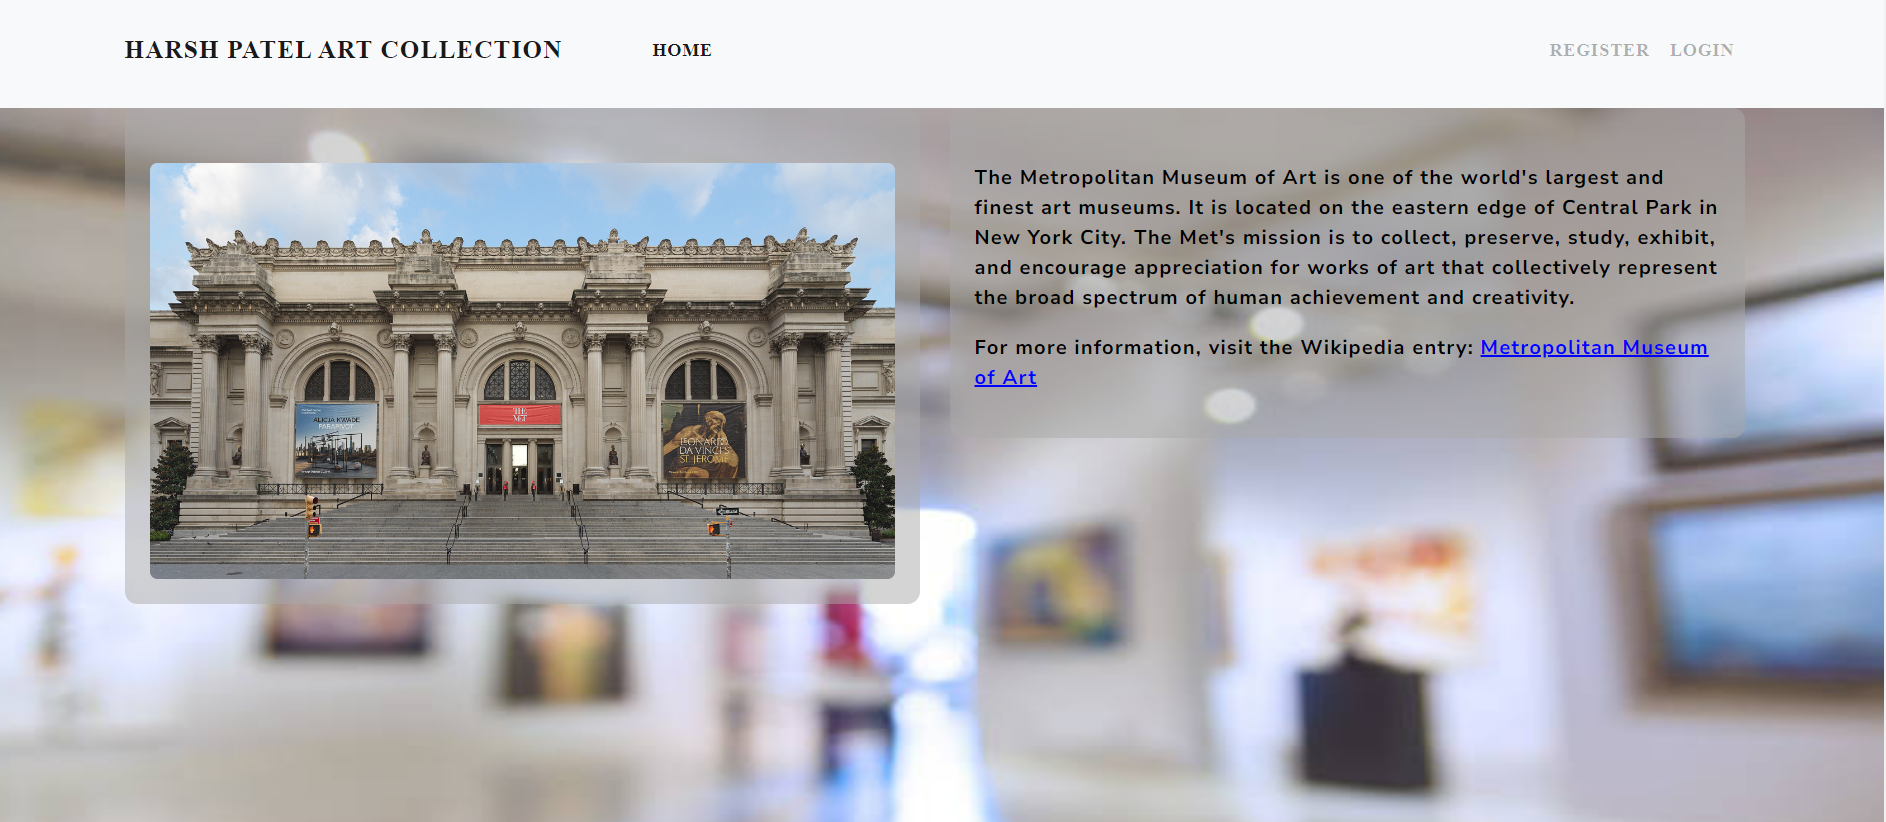 HARSH PATEL ART COLLECTION
HOME
REGISTER
LOGIN
The Metropolitan Museum of Art is one of the world's largest and
finest art museums. It is located on the eastern edge of Central Park in
New York City. The Met's mission is to collect, preserve, study, exhibit,
and encourage appreciation for works of art that collectively represent
the broad spectrum of human achievement and creativity.
For more information, visit the Wikipedia entry: Metropolitan Museum
of Art
ALICJA KWADE
PARAPIVOT
THE
MET
LEONARDO
DA VINCI'S
ST. JEROME